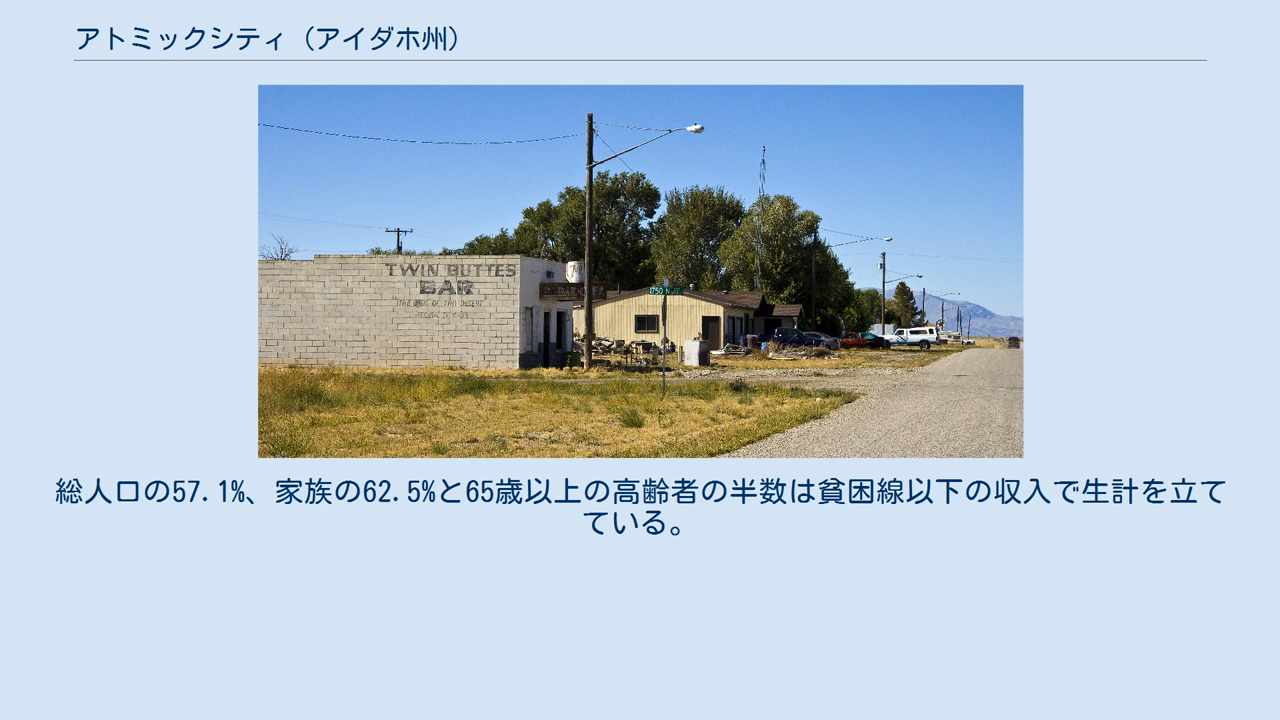 アトミックシティ（アイダホ州）
TWIN BUTTES
BAR
1750 N
総人口の57.1%、家族の62.5%と65歳以上の高齢者の半数は貧困線以下の収入で生計を立て
ている。